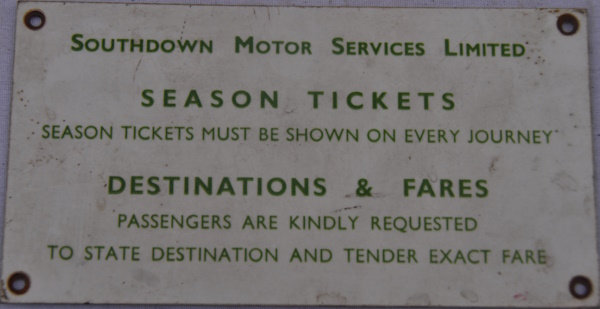 SOUTHDOWN MOTOR SERVICES LIMITED
SEASON TICKETS
SEASON TICKETS MUST BE SHOWN ON EVERY JOURNEY
DESTINATIONS & FARES
PASSENGERS ARE KINDLY REQUESTED
TO STATE DESTINATION AND TENDER EXACT FARE